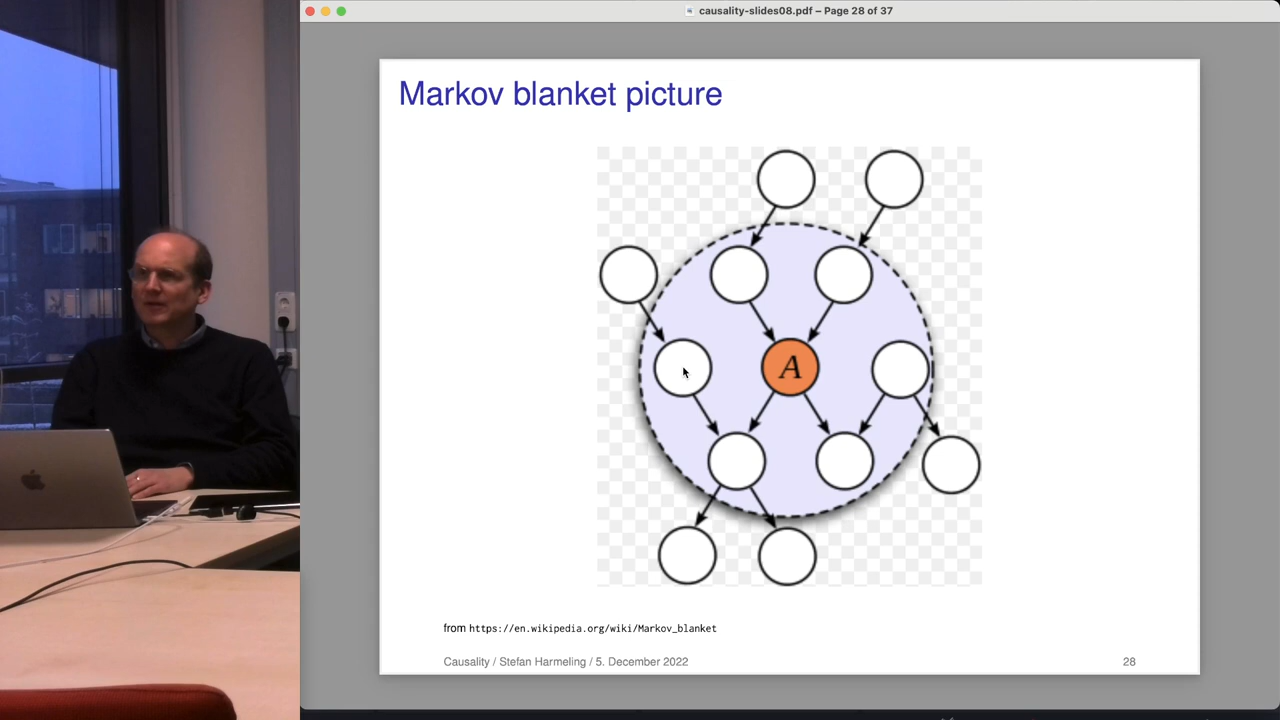 causality-slides08.pdf – Page 28 of 37
Markov blanket picture
A
from https://en.wikipedia.org/wiki/Markov_blanket
Causality / Stefan Harmeling / 5. December 2022
28